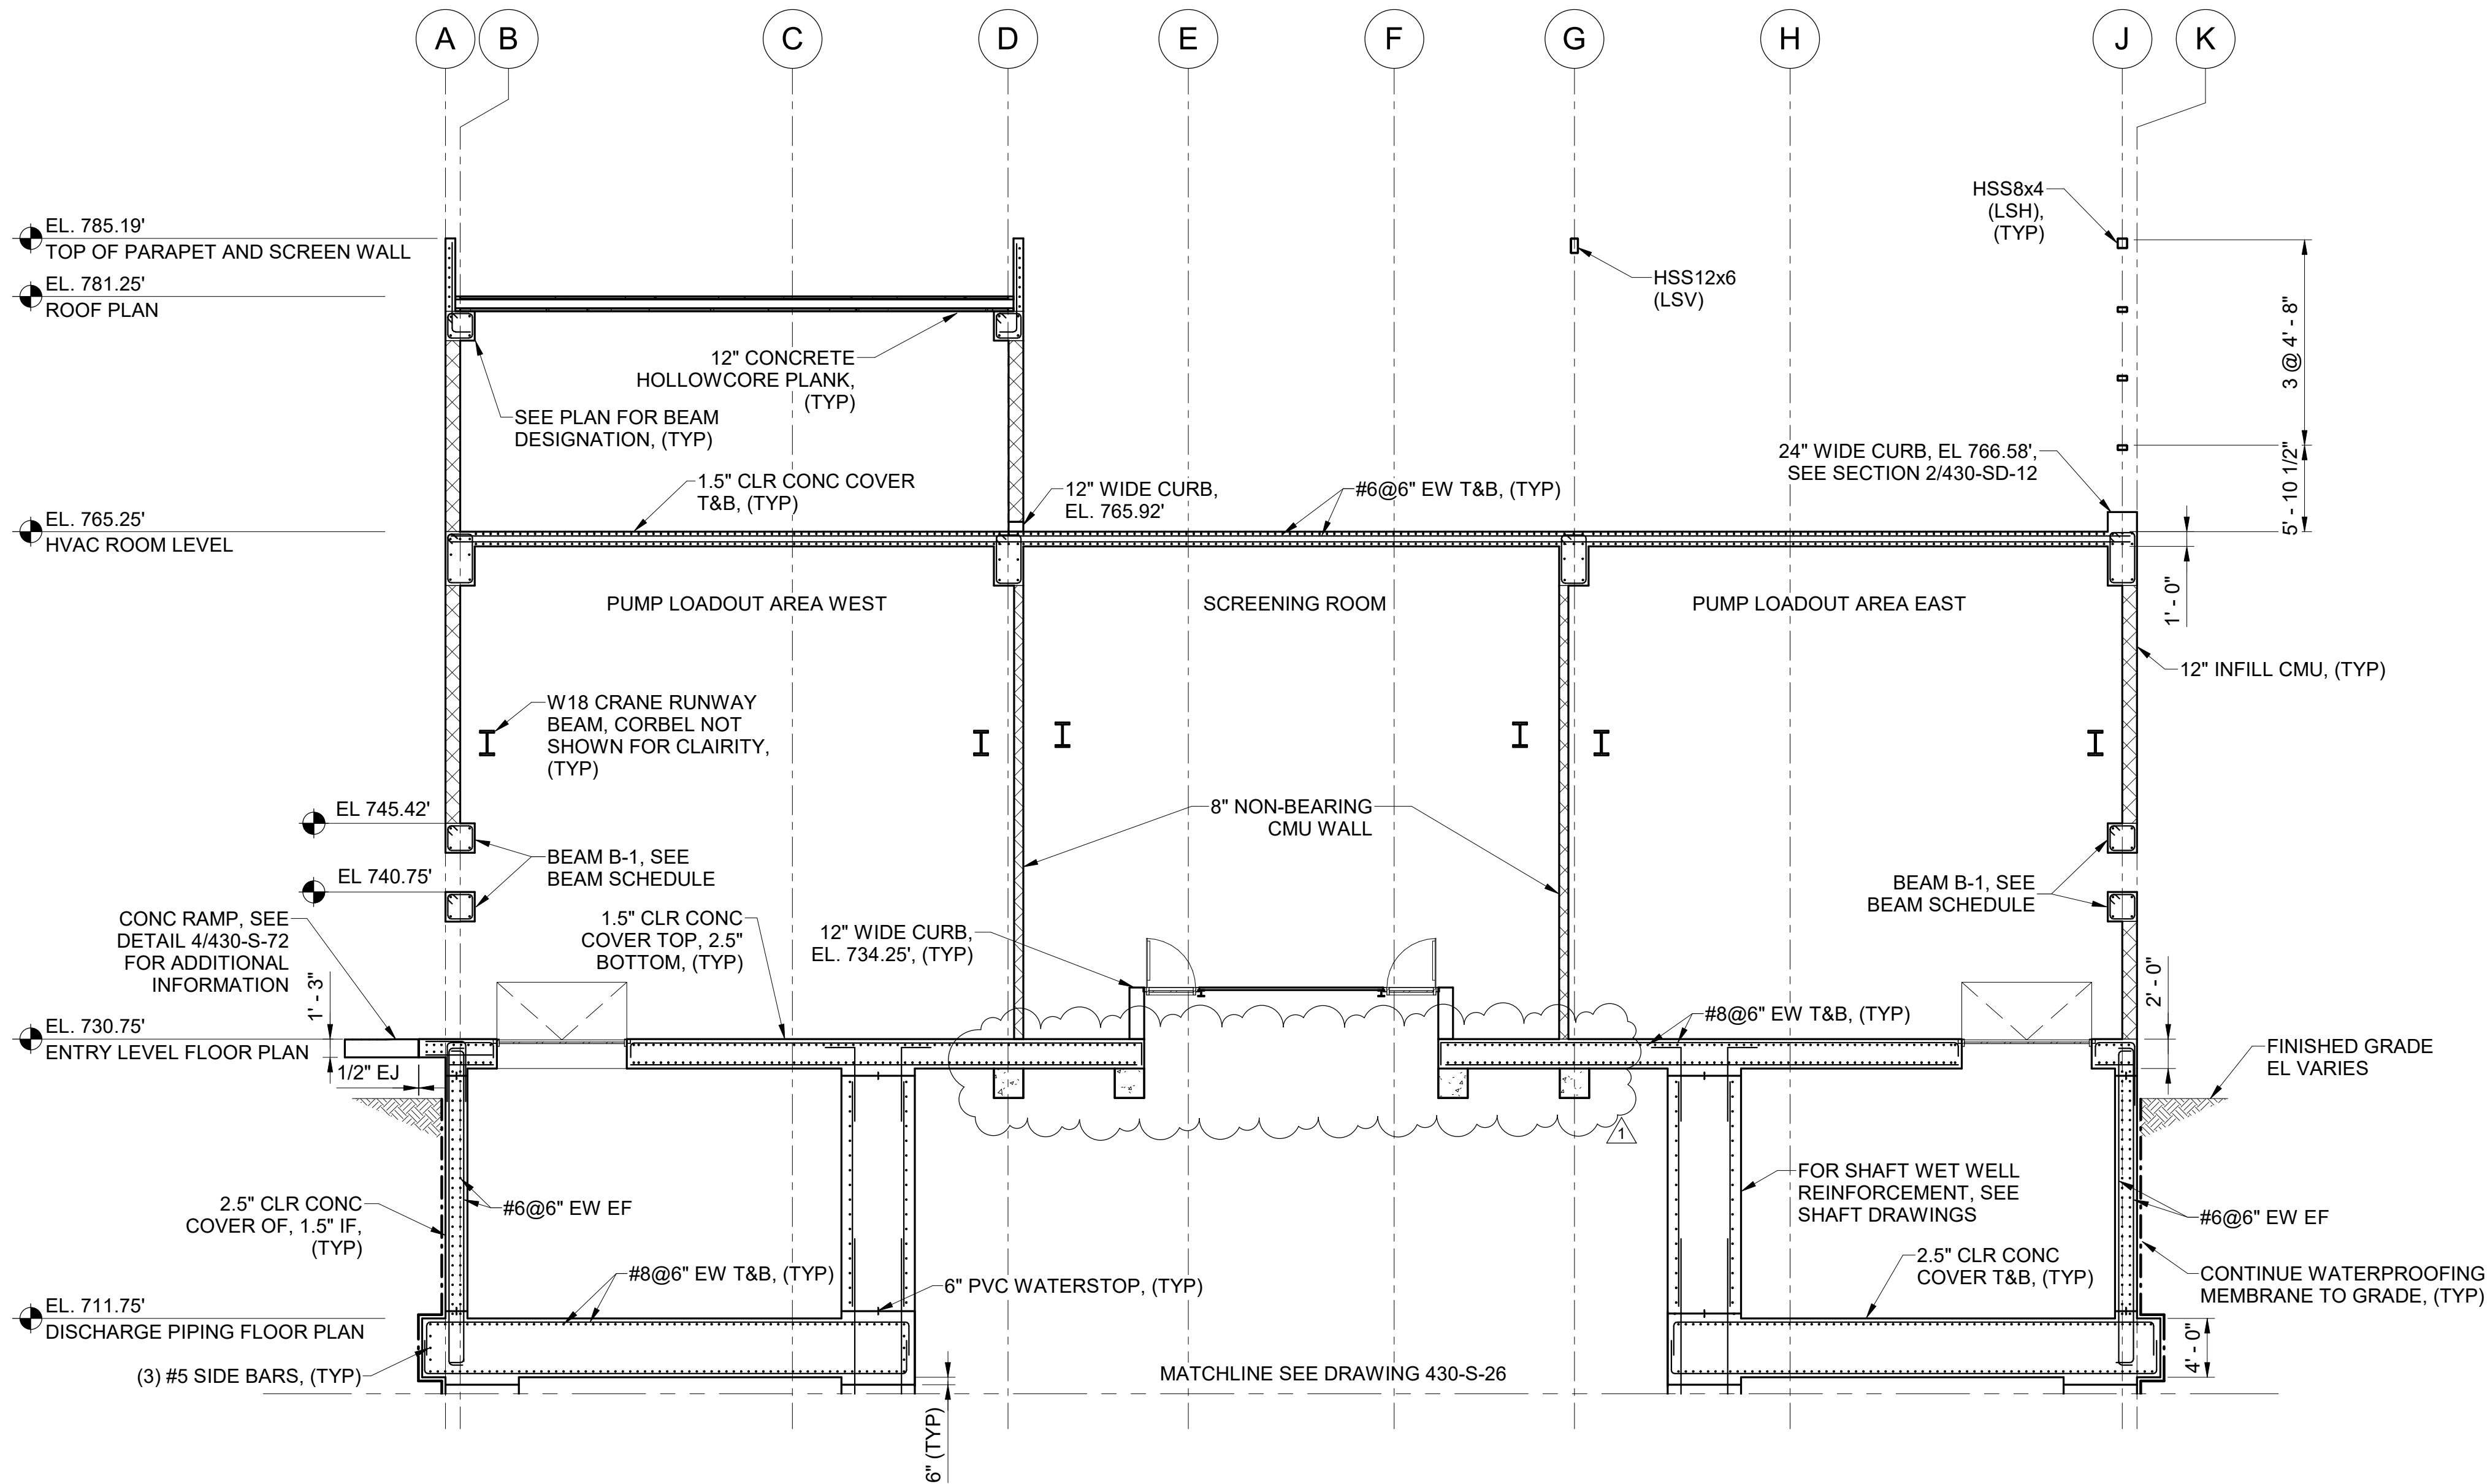 A
B
C
D
E
F
G
H
J
K
HSS8x4
(LSH),
(TYP)
EL. 785.19'
TOP OF PARAPET AND SCREEN WALL
HSS12x6
(LSV)
EL. 781.25'
ROOF PLAN
3 @ 4' - 8"
12" CONCRETE
HOLLOWCORE PLANK,
(TYP)
SEE PLAN FOR BEAM
DESIGNATION, (TYP)
24" WIDE CURB, EL 766.58',
SEE SECTION 2/430-SD-12
5' - 10 1/2"
1.5" CLR CONC COVER
T&B, (TYP)
12" WIDE CURB,
EL. 765.92'
#6@6" EW T&B, (TYP)
EL. 765.25'
HVAC ROOM LEVEL
1' - 0"
PUMP LOADOUT AREA WEST
SCREENING ROOM
PUMP LOADOUT AREA EAST
12" INFILL CMU, (TYP)
W18 CRANE RUNWAY
BEAM, CORBEL NOT
SHOWN FOR CLAIRITY,
(TYP)
EL 745.42'
8" NON-BEARING
CMU WALL
BEAM B-1, SEE
BEAM SCHEDULE
EL 740.75'
BEAM B-1, SEE
BEAM SCHEDULE
CONC RAMP, SEE
DETAIL 4/430-S-72
FOR ADDITIONAL
INFORMATION
1.5" CLR CONC
COVER TOP, 2.5"
BOTTOM, (TYP)
12" WIDE CURB,
EL. 734.25', (TYP)
1' - 3"
2' - 0"
#8@6" EW T&B, (TYP)
EL. 730.75'
ENTRY LEVEL FLOOR PLAN
1/2" EJ
FINISHED GRADE
EL VARIES
1
2.5" CLR CONC
COVER OF, 1.5" IF,
(TYP)
#6@6" EW EF
FOR SHAFT WET WELL
REINFORCEMENT, SEE
SHAFT DRAWINGS
#6@6" EW EF
#8@6" EW T&B, (TYP)
6" PVC WATERSTOP, (TYP)
2.5" CLR CONC
COVER T&B, (TYP)
CONTINUE WATERPROOFING
MEMBRANE TO GRADE, (TYP)
EL. 711.75'
DISCHARGE PIPING FLOOR PLAN
4' - 0"
(3) #5 SIDE BARS, (TYP)
MATCHLINE SEE DRAWING 430-S-26
6" (TYP)